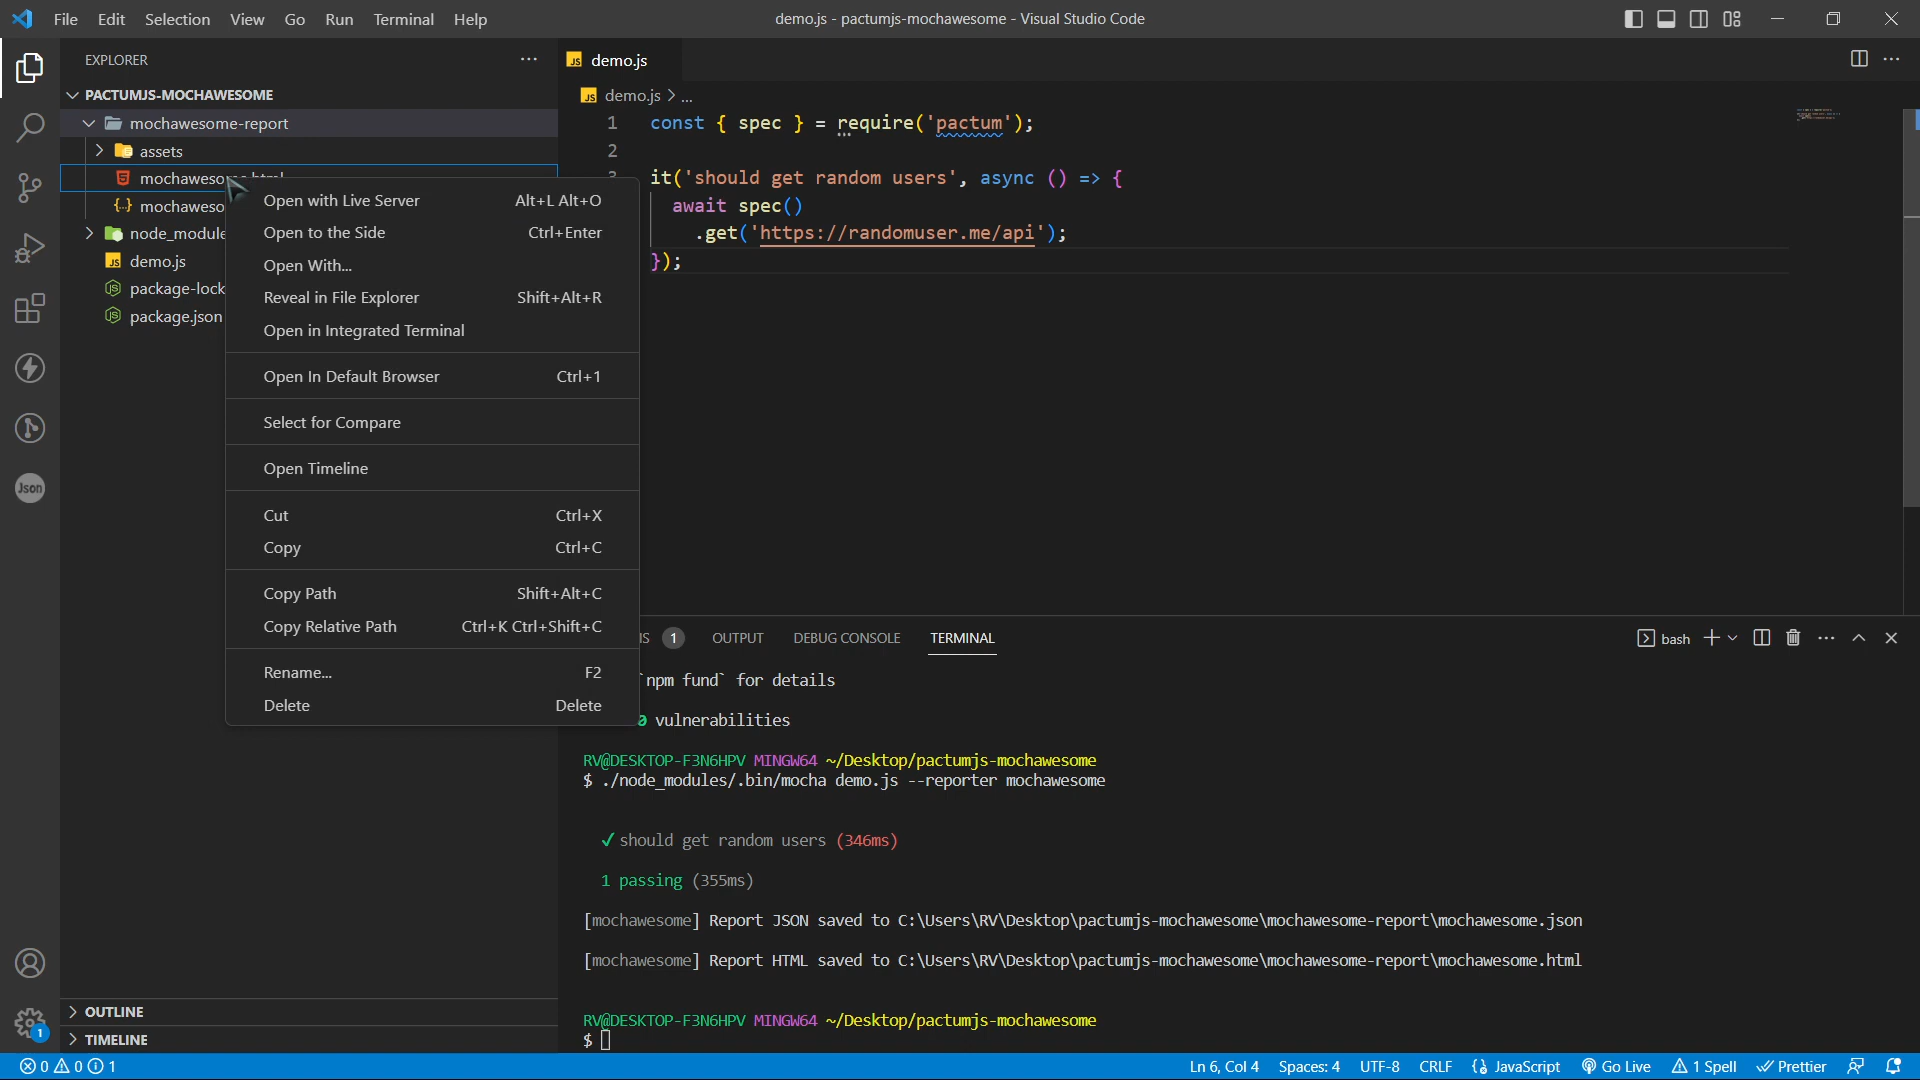 File Edit Selection View Go Run Terminal Help
demo.js - pactumjs-mochawesome - Visual Studio Code
EXPLORER
PACTUMJS-MOCHAWESOME
mochawesome-report
assets
mochawesome.html
mochaweso
node_module
demo.js
package-lock
package.json
Json
OUTLINE
TIMELINE
Open with Live Server Alt+L Alt+O
Open to the Side Ctrl+Enter
Open With...
Reveal in File Explorer Shift+Alt+R
Open in Integrated Terminal
Open In Default Browser Ctrl+1
Select for Compare
Open Timeline
Cut Ctrl+X
Copy Ctrl+C
Copy Path Shift+Alt+C
Copy Relative Path Ctrl+K Ctrl+Shift+C
Rename... F2
Delete Delete
JS demo.js
JS demo.js > ...
1 const { spec } = require('pactum');
2
3 it('should get random users', async () => {
await spec()
.get('https://randomuser.me/api');
});
1 OUTPUT DEBUG CONSOLE TERMINAL
bash
`npm fund` for details
0 vulnerabilities
RV@DESKTOP-F3N6HPV MINGW64 ~/Desktop/pactumjs-mochawesome
$ ./node_modules/.bin/mocha demo.js --reporter mochawesome
✓ should get random users (346ms)
1 passing (355ms)
[mochawesome] Report JSON saved to C:\Users\RV\Desktop\pactumjs-mochawesome\mochawesome-report\mochawesome.json
[mochawesome] Report HTML saved to C:\Users\RV\Desktop\pactumjs-mochawesome\mochawesome-report\mochawesome.html
RV@DESKTOP-F3N6HPV MINGW64 ~/Desktop/pactumjs-mochawesome
$
1
0 0 1
Ln 6, Col 4 Spaces: 4 UTF-8 CRLF {} JavaScript Go Live 1 Spell Prettier